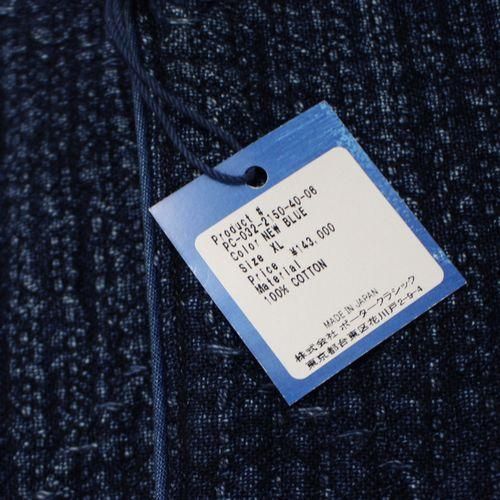 Product #
PC-032-2150-40-06
Color NEW BLUE
Size XL
Price ¥143,000
Material
100% COTTON
MADE IN JAPAN
株式会社 ポータークラシック
東京都台東区花川戸2-9-4